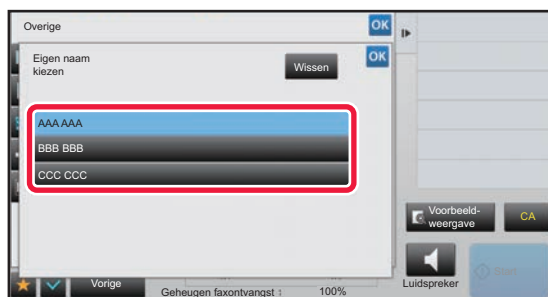 Overige
OK
Eigen naam
kiezen
Wissen
OK
AAA AAA
BBB BBB
CCC CCC
Voorbeeld-
weergave
CA
Start
Vorige
Geheugen faxontvangst : 100%
Luidspreker